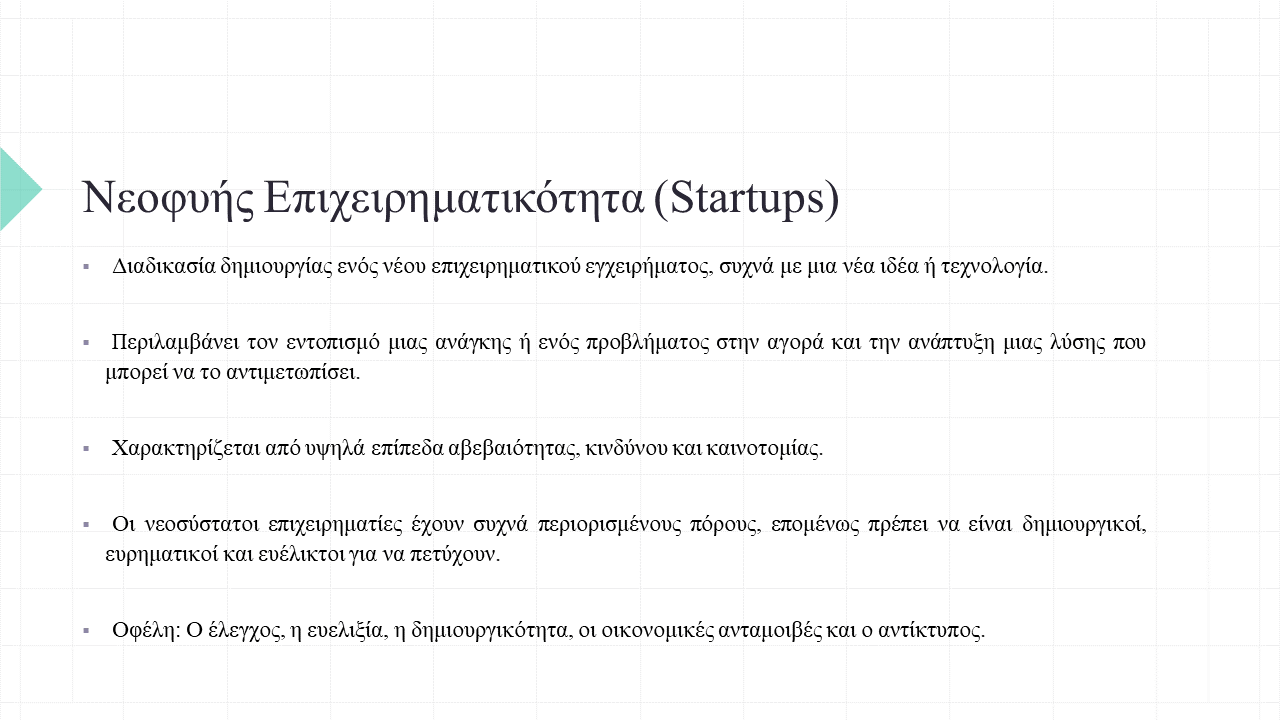 Νεοφυής Επιχειρηματικότητα (Startups)
▪ Διαδικασία δημιουργίας ενός νέου επιχειρηματικού εγχειρήματος, συχνά με μια νέα ιδέα ή τεχνολογία.
▪ Περιλαμβάνει τον εντοπισμό μιας ανάγκης ή ενός προβλήματος στην αγορά και την ανάπτυξη μιας λύσης που
μπορεί να το αντιμετωπίσει.
▪ Χαρακτηρίζεται από υψηλά επίπεδα αβεβαιότητας, κινδύνου και καινοτομίας.
▪ Οι νεοσύστατοι επιχειρηματίες έχουν συχνά περιορισμένους πόρους, επομένως πρέπει να είναι δημιουργικοί,
ευρηματικοί και ευέλικτοι για να πετύχουν.
▪ Οφέλη: Ο έλεγχος, η ευελιξία, η δημιουργικότητα, οι οικονομικές ανταμοιβές και ο αντίκτυπος.